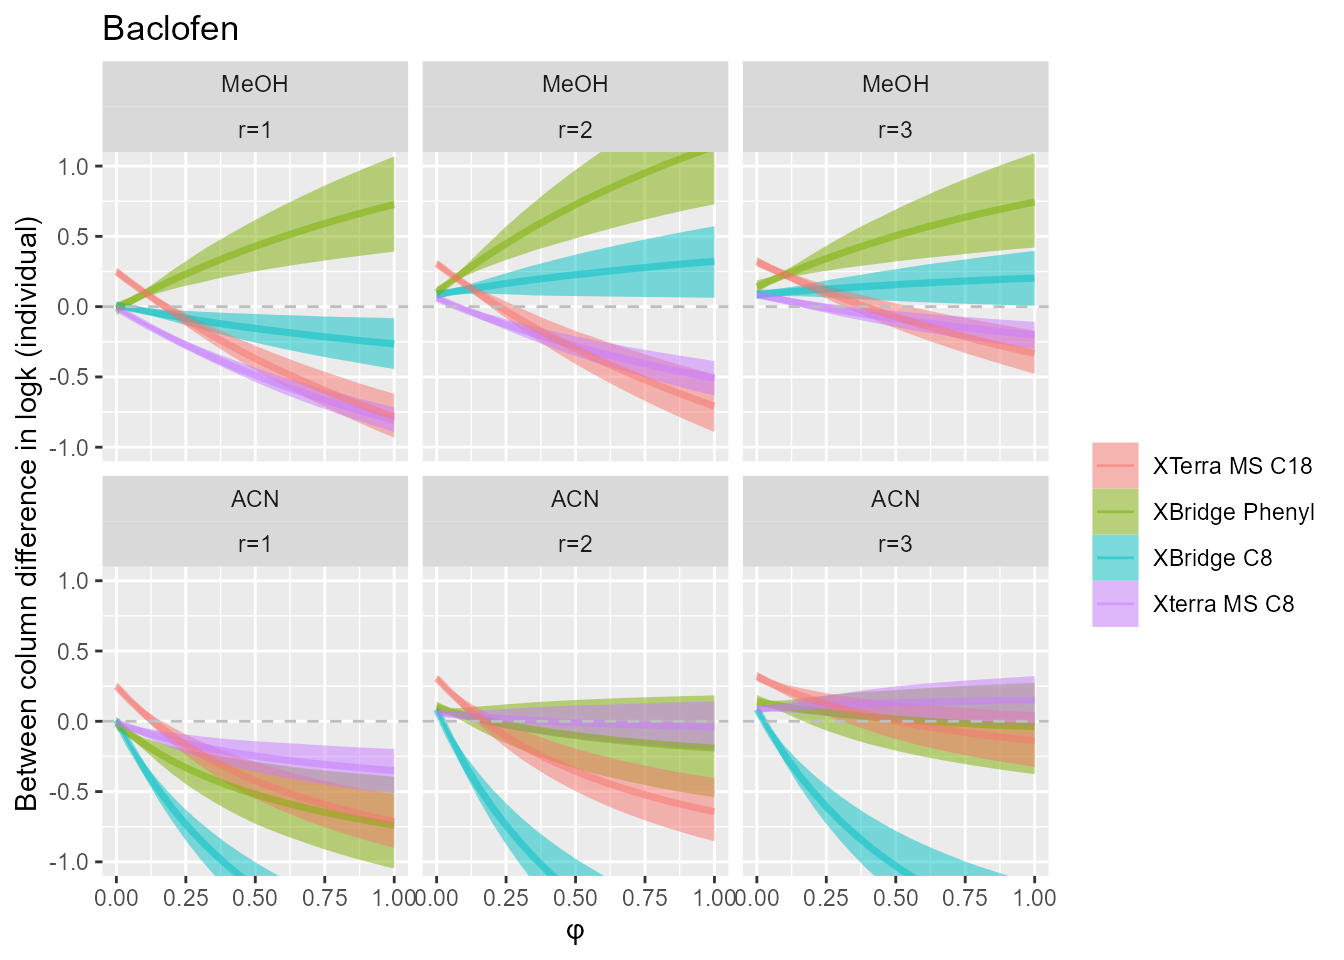 Baclofen
MeOH MeOH MeOH
r=1 r=2 r=3
1.0
0.5
0.0
-0.5
-1.0
ACN ACN ACN
r=1 r=2 r=3
1.0
0.5
0.0
-0.5
-1.0
0.00 0.25 0.50 0.75 1.00 0.00 0.25 0.50 0.75 1.00 0.00 0.25 0.50 0.75 1.00
φ
Between column difference in logk (individual)
XTerra MS C18
XBridge Phenyl
XBridge C8
Xterra MS C8